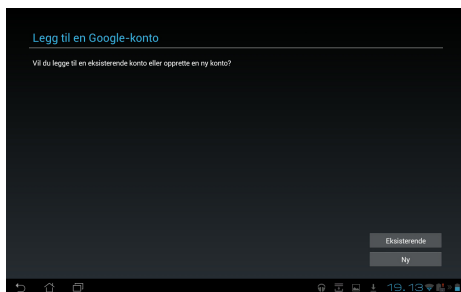 Legg til en Google-konto
Vil du legge til en eksisterende konto eller opprette en ny konto?
Eksisterende
Ny
19.13